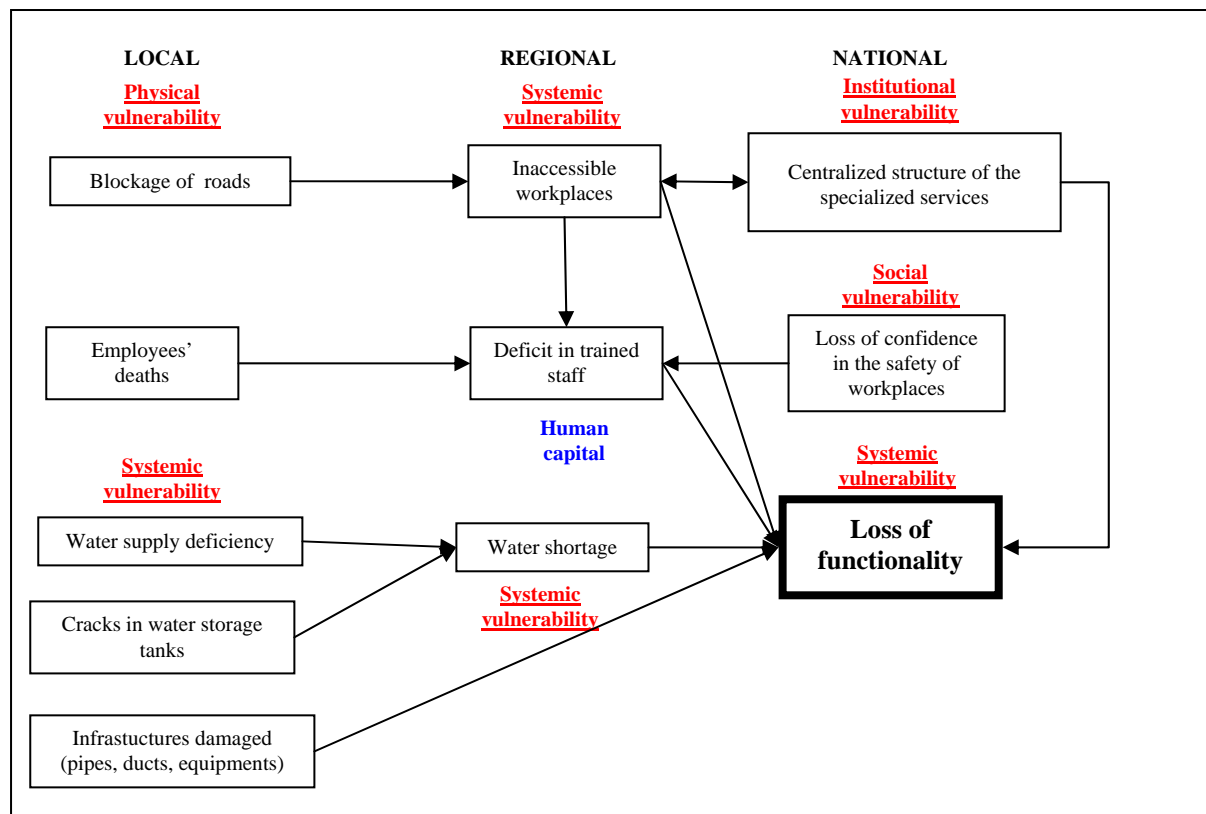 LOCAL
REGIONAL
NATIONAL
Physical
vulnerability
Systemic
vulnerability
Institutional
vulnerability
Blockage of roads
Inaccessible
workplaces
Centralized structure of the
specialized services
Social
vulnerability
Employees’
deaths
Deficit in trained
staff
Loss of confidence
in the safety of
workplaces
Human
capital
Systemic
vulnerability
Systemic
vulnerability
Water supply deficiency
Water shortage
Loss of
functionality
Systemic
vulnerability
Cracks in water storage
tanks
Infrastuctures damaged
(pipes, ducts, equipments)